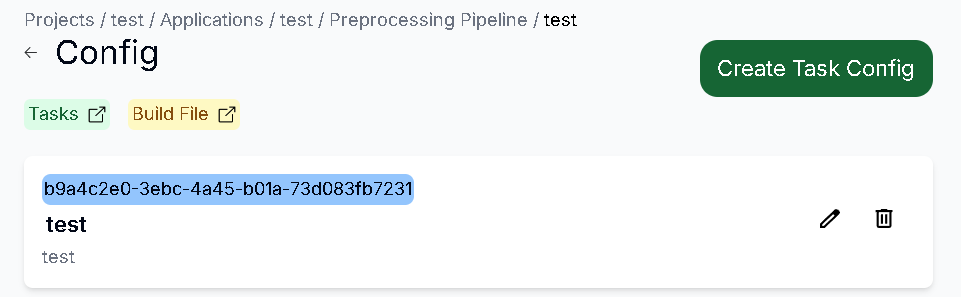 Projects / test / Applications / test / Preprocessing Pipeline / test
← Config
Create Task Config
Tasks Build File
b9a4c2e0-3ebc-4a45-b01a-73d083fb7231
test
test